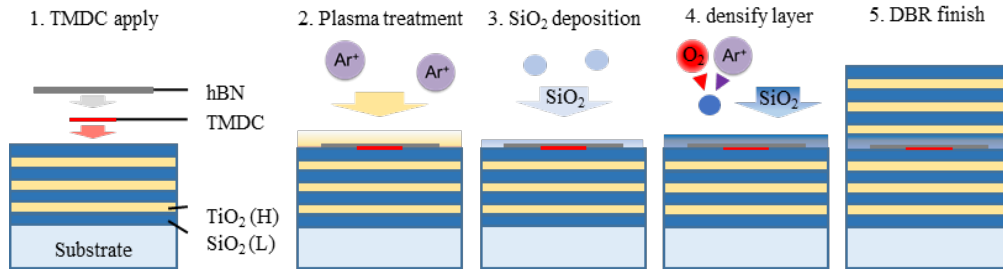 1. TMDC apply
2. Plasma treatment
3. SiO₂ deposition
4. densify layer
5. DBR finish
hBN
TMDC
TiO₂ (H)
SiO₂ (L)
Substrate
Ar⁺
Ar⁺
SiO₂
O₂
Ar⁺
SiO₂